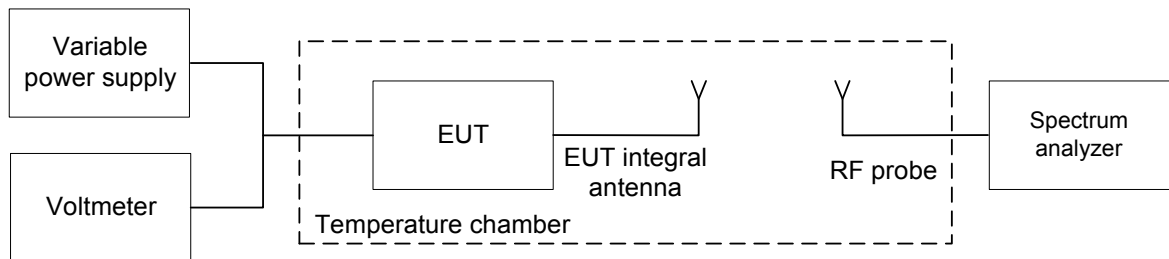 Variable
power supply
Voltmeter
EUT
EUT integral
antenna
RF probe
Temperature chamber
Spectrum
analyzer